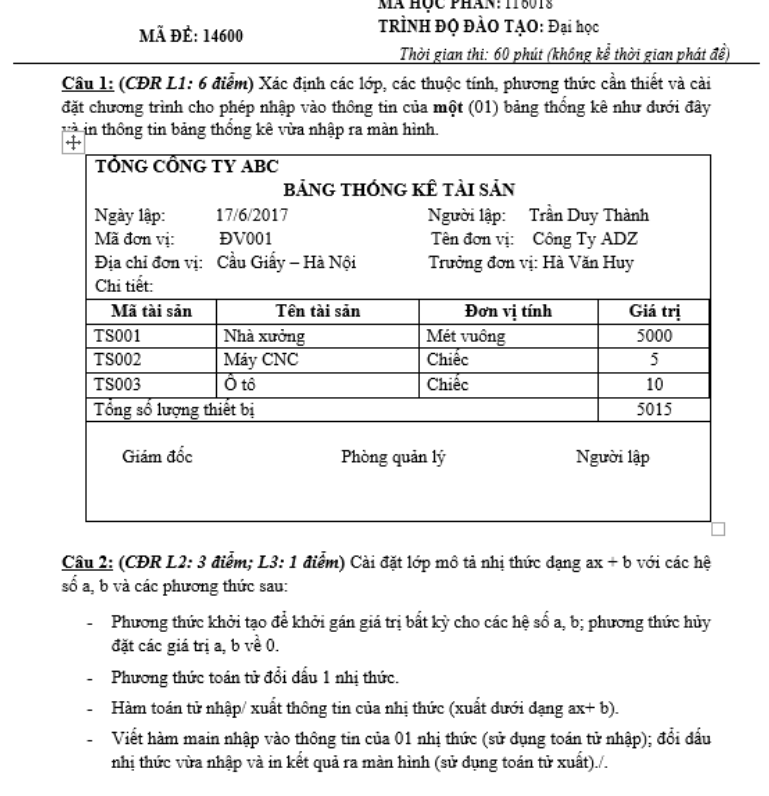 MÃ HỌC PHẦN: 116018
MÃ ĐỀ: 14600
TRÌNH ĐỘ ĐÀO TẠO: Đại học
Thời gian thi: 60 phút (không kể thời gian phát đề)
Câu 1: (CĐR L1: 6 điểm) Xác định các lớp, các thuộc tính, phương thức cần thiết và cài
đặt chương trình cho phép nhập vào thông tin của một (01) bảng thống kê như dưới đây
và in thông tin bảng thống kê vừa nhập ra màn hình.
TỔNG CÔNG TY ABC
BẢNG THỐNG KÊ TÀI SẢN
Ngày lập: 17/6/2017 Người lập: Trần Duy Thành
Mã đơn vị: ĐV001 Tên đơn vị: Công Ty ADZ
Địa chỉ đơn vị: Cầu Giấy – Hà Nội Trưởng đơn vị: Hà Văn Huy
Chi tiết:
Mã tài sản Tên tài sản Đơn vị tính Giá trị
TS001 Nhà xưởng Mét vuông 5000
TS002 Máy CNC Chiếc 5
TS003 Ô tô Chiếc 10
Tổng số lượng thiết bị 5015
Giám đốc Phòng quản lý Người lập
Câu 2: (CĐR L2: 3 điểm; L3: 1 điểm) Cài đặt lớp mô tả nhị thức dạng ax + b với các hệ
số a, b và các phương thức sau:
- Phương thức khởi tạo để khởi gán giá trị bất kỳ cho các hệ số a, b; phương thức hủy
đặt các giá trị a, b về 0.
- Phương thức toán tử đổi dấu 1 nhị thức.
- Hàm toán tử nhập/ xuất thông tin của nhị thức (xuất dưới dạng ax+ b).
- Viết hàm main nhập vào thông tin của 01 nhị thức (sử dụng toán tử nhập); đổi dấu
nhị thức vừa nhập và in kết quả ra màn hình (sử dụng toán tử xuất)./.